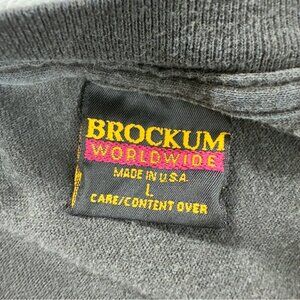 BROCKUM
WORLDWIDE
MADE IN U.S.A.
L
CARE/CONTENT OVER